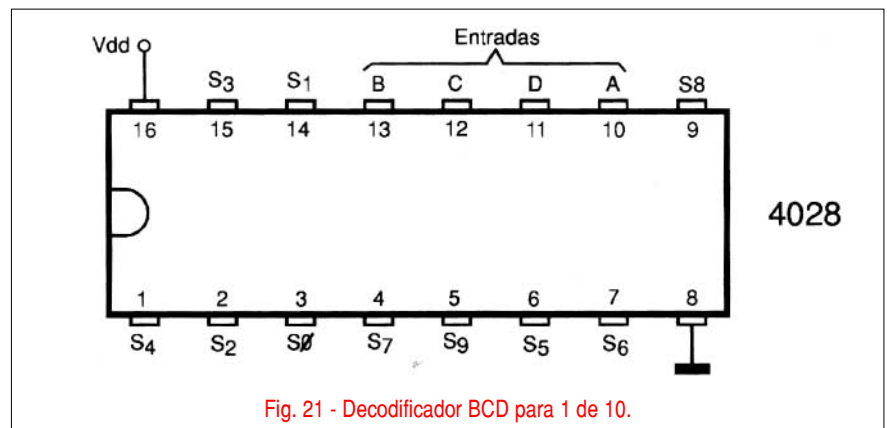 Entradas
Vdd S3 S1 B C D A S8
16 15 14 13 12 11 10 9
4028
1 2 3 4 5 6 7 8
S4 S2 S0 S7 S9 S5 S6
Fig. 21 - Decodificador BCD para 1 de 10.